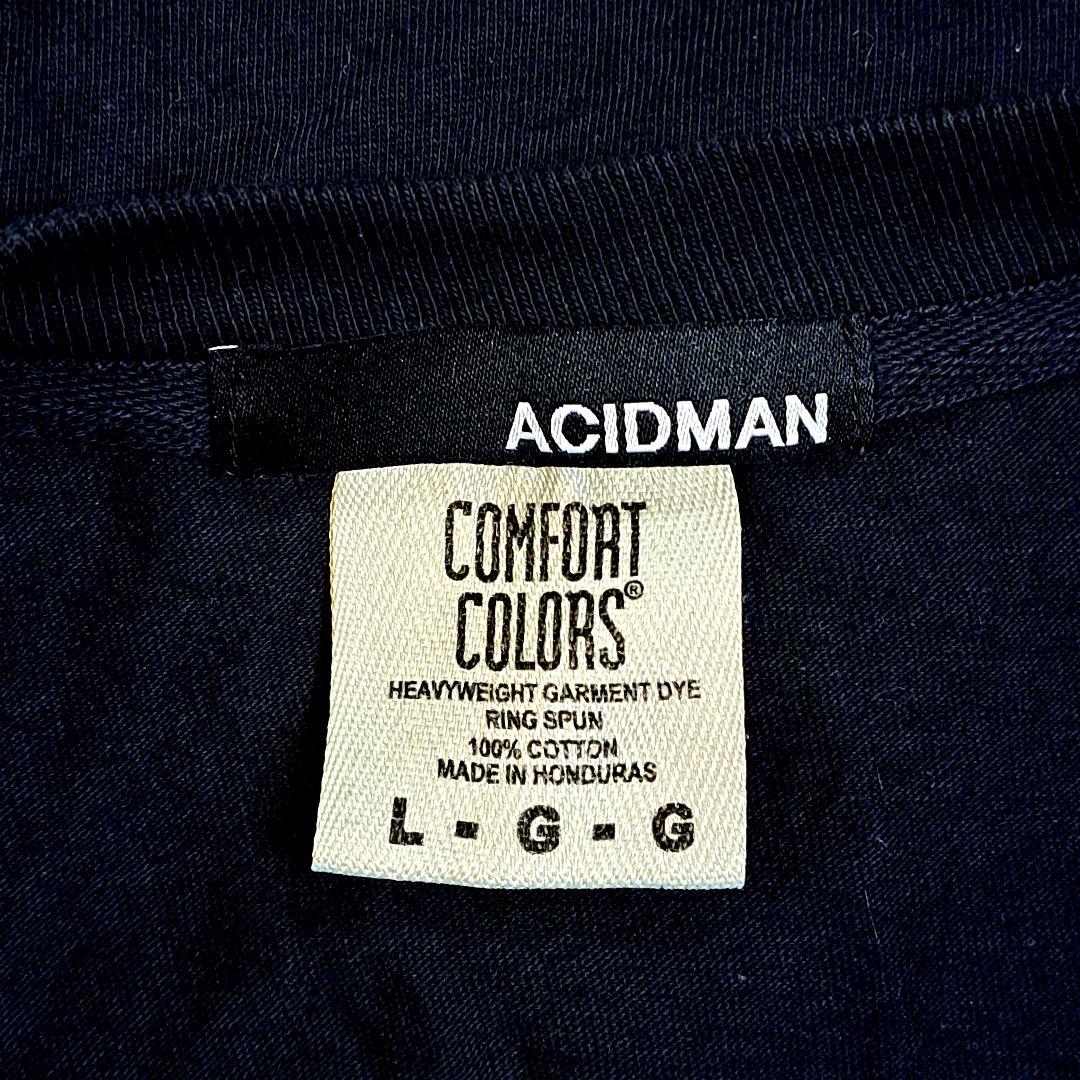 ACIDMAN
COMFORT
COLORS®
HEAVYWEIGHT GARMENT DYE
RING SPUN
100% COTTON
MADE IN HONDURAS
L - G - G